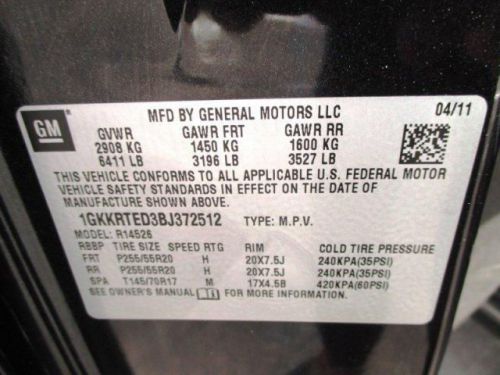 GM
MFD BY GENERAL MOTORS LLC 04/11
GVWR GAWR FRT GAWR RR
2908 KG 1450 KG 1600 KG
6411 LB 3196 LB 3527 LB
THIS VEHICLE CONFORMS TO ALL APPLICABLE U.S. FEDERAL MOTOR
VEHICLE SAFETY STANDARDS IN EFFECT ON THE DATE OF
MANUFACTURE SHOWN ABOVE.
1GKKRTED3BJ372512 TYPE: M.P.V.
MODEL: R14526
RBBP TIRE SIZE SPEED RTG RIM COLD TIRE PRESSURE
FRT P255/55R20 H 20X7.5J 240KPA(35PSI)
RR P255/55R20 H 20X7.5J 240KPA(35PSI)
SPA T145/70R17 M 17X4.5B 420KPA(60PSI)
SEE OWNER'S MANUAL FOR MORE INFORMATION.